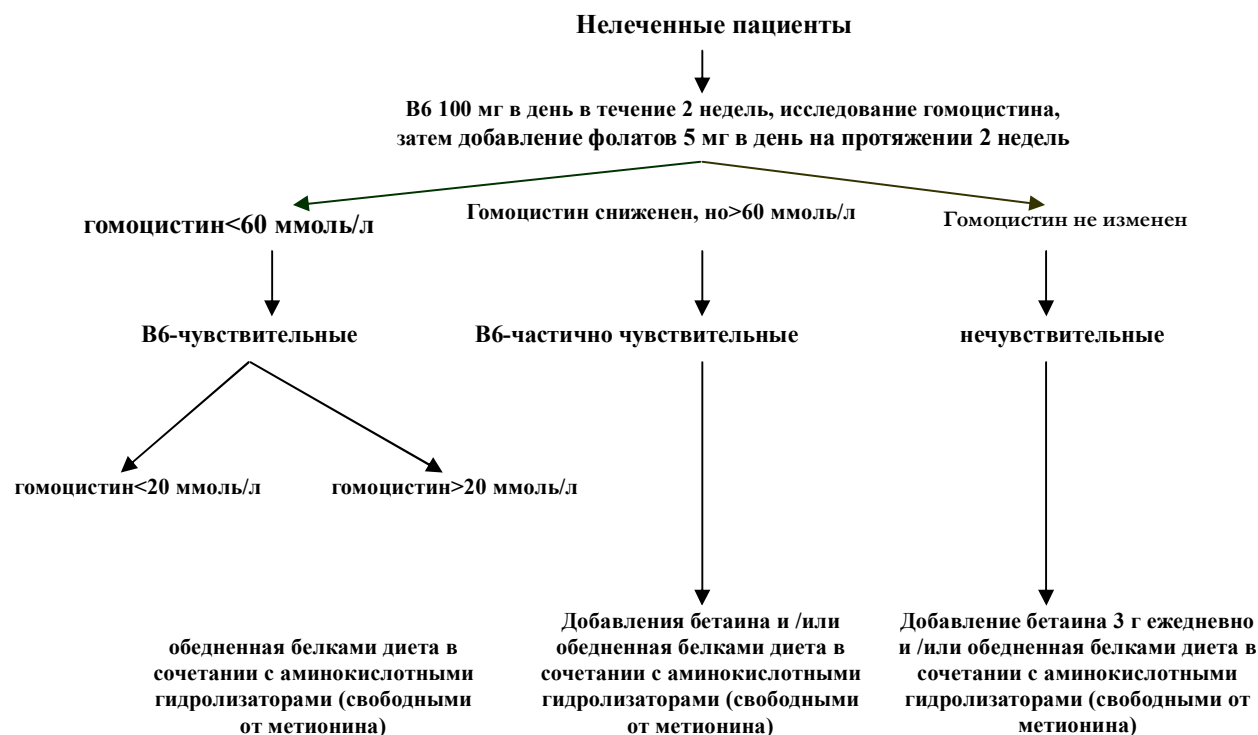 Нелеченные пациенты
В6 100 мг в день в течение 2 недель, исследование гомоцистина,
затем добавление фолатов 5 мг в день на протяжении 2 недель
гомоцистин<60 ммоль/л
Гомоцистин сниженен, но>60 ммоль/л
Гомоцистин не изменен
В6-чувствительные
В6-частично чувствительные
нечувствительные
гомоцистин<20 ммоль/л
гомоцистин>20 ммоль/л
обедненная белками диета в
сочетании с аминокислотными
гидролизаторами (свободными
от метионина)
Добавления бетаина и /или
обедненная белками диета в
сочетании с аминокислотными
гидролизаторами (свободными
от метионина)
Добавление бетаина 3 г ежедневно
и /или обедненная белками диета в
сочетании с аминокислотными
гидролизаторами (свободными от
метионина)